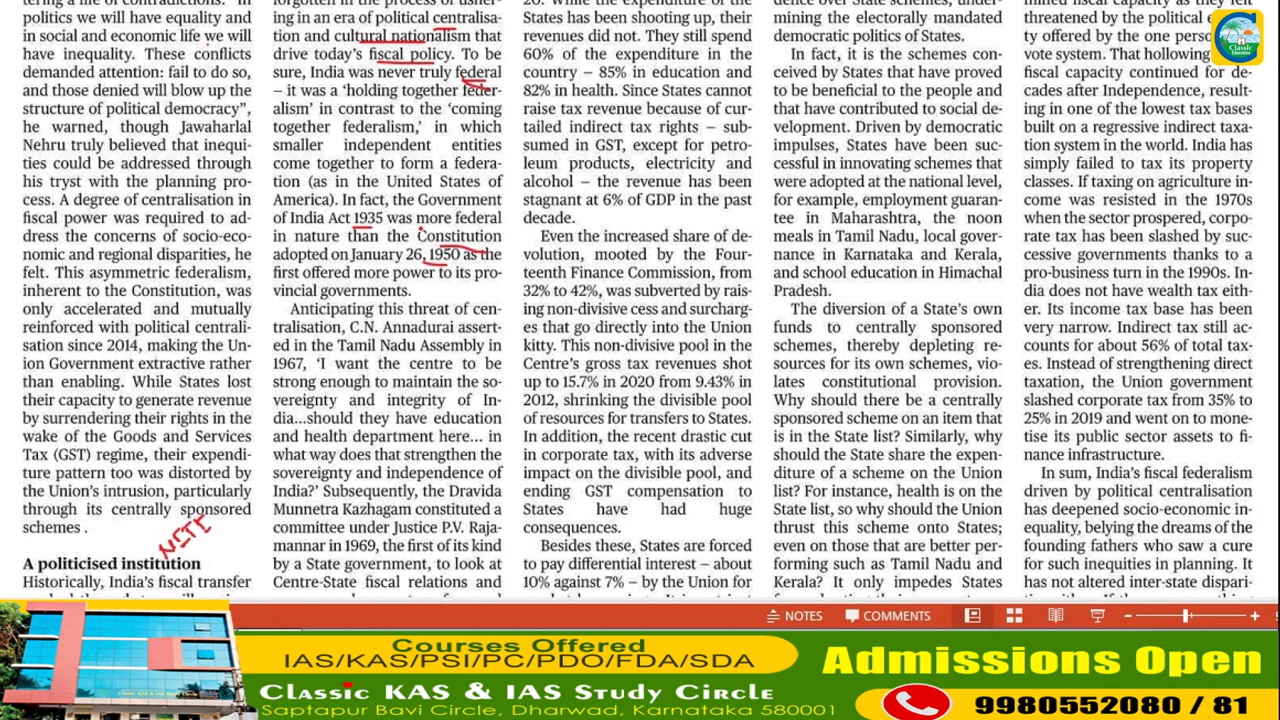 politics we will have equality and
in social and economic life we will
have inequality. These conflicts
demanded attention: fail to do so,
and those denied will blow up the
structure of political democracy”,
he warned, though Jawaharlal
Nehru truly believed that inequi-
ties could be addressed through
his tryst with the planning pro-
cess. A degree of centralisation in
fiscal power was required to ad-
dress the concerns of socio-eco-
nomic and regional disparities, he
felt. This asymmetric federalism,
inherent to the Constitution, was
only accelerated and mutually
reinforced with political centrali-
sation since 2014, making the Un-
ion Government extractive rather
than enabling. While States lost
their capacity to generate revenue
by surrendering their rights in the
wake of the Goods and Services
Tax (GST) regime, their expendi-
ture pattern too was distorted by
the Union’s intrusion, particularly
through its centrally sponsored
schemes .
A politicised institution
Historically, India’s fiscal transfer
ing in an era of political centralisa-
tion and cultural nationalism that
drive today’s fiscal policy. To be
sure, India was never truly federal
– it was a ‘holding together feder-
alism’ in contrast to the ‘coming
together federalism,’ in which
smaller independent entities
come together to form a federa-
tion (as in the United States of
America). In fact, the Government
of India Act 1935 was more federal
in nature than the Constitution
adopted on January 26, 1950 as the
first offered more power to its pro-
vincial governments.
Anticipating this threat of cen-
tralisation, C.N. Annadurai assert-
ed in the Tamil Nadu Assembly in
1967, ‘I want the centre to be
strong enough to maintain the so-
vereignty and integrity of In-
dia...should they have education
and health department here... in
what way does that strengthen the
sovereignty and independence of
India?’ Subsequently, the Dravida
Munnetra Kazhagam constituted a
committee under Justice P.V. Raja-
mannar in 1969, the first of its kind
by a State government, to look at
Centre-State fiscal relations and
States has been shooting up, their
revenues did not. They still spend
60% of the expenditure in the
country – 85% in education and
82% in health. Since States cannot
raise tax revenue because of cur-
tailed indirect tax rights – sub-
sumed in GST, except for petro-
leum products, electricity and
alcohol – the revenue has been
stagnant at 6% of GDP in the past
decade.
Even the increased share of de-
volution, mooted by the Four-
teenth Finance Commission, from
32% to 42%, was subverted by rais-
ing non-divisive cess and surcharg-
es that go directly into the Union
kitty. This non-divisive pool in the
Centre’s gross tax revenues shot
up to 15.7% in 2020 from 9.43% in
2012, shrinking the divisible pool
of resources for transfers to States.
In addition, the recent drastic cut
in corporate tax, with its adverse
impact on the divisible pool, and
ending GST compensation to
States have had huge
consequences.
Besides these, States are forced
to pay differential interest – about
10% against 7% – by the Union for
dence over State schemes, under-
mining the electorally mandated
democratic politics of States.
In fact, it is the schemes con-
ceived by States that have proved
to be beneficial to the people and
that have contributed to social de-
velopment. Driven by democratic
impulses, States have been suc-
cessful in innovating schemes that
were adopted at the national level,
for example, employment guaran-
tee in Maharashtra, the noon
meals in Tamil Nadu, local gover-
nance in Karnataka and Kerala,
and school education in Himachal
Pradesh.
The diversion of a State’s own
funds to centrally sponsored
schemes, thereby depleting re-
sources for its own schemes, vio-
lates constitutional provision.
Why should there be a centrally
sponsored scheme on an item that
is in the State list? Similarly, why
should the State share the expen-
diture of a scheme on the Union
list? For instance, health is on the
State list, so why should the Union
thrust this scheme onto States;
even on those that are better per-
forming such as Tamil Nadu and
Kerala? It only impedes States
threatened by the political
ty offered by the one perso
vote system. That hollowing
fiscal capacity continued for de-
cades after Independence, result-
ing in one of the lowest tax bases
built on a regressive indirect taxa-
tion system in the world. India has
simply failed to tax its property
classes. If taxing on agriculture in-
come was resisted in the 1970s
when the sector prospered, corpo-
rate tax has been slashed by suc-
cessive governments thanks to a
pro-business turn in the 1990s. In-
dia does not have wealth tax eith-
er. Its income tax base has been
very narrow. Indirect tax still ac-
counts for about 56% of total tax-
es. Instead of strengthening direct
taxation, the Union government
slashed corporate tax from 35% to
25% in 2019 and went on to mone-
tise its public sector assets to fi-
nance infrastructure.
In sum, India’s fiscal federalism
driven by political centralisation
has deepened socio-economic in-
equality, belying the dreams of the
founding fathers who saw a cure
for such inequities in planning. It
has not altered inter-state dispari-
Classic
Education
NOTES
COMMENTS
Courses Offered
IAS/KAS/PSI/PC/PDO/FDA/SDA
Classic KAS & IAS Study Circle
Saptapur Bavi Circle, Dharwad, Karnataka 580001
Admissions Open
9980552080 / 81